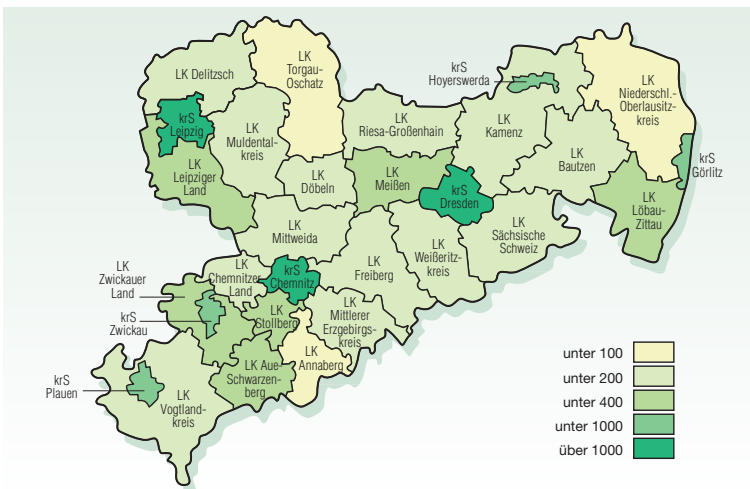 LK Delitzsch
LK
Torgau-
Oschatz
krS
Hoyerswerda
LK
Niederschl.-
Oberlausitz-
kreis
krS
Leipzig
LK
Muldental-
kreis
LK
Riesa-Großenhain
LK
Kamenz
LK
Bautzen
krS
Görlitz
LK
Leipziger
Land
LK
Döbeln
LK
Meißen
krS
Dresden
LK
Löbau-
Zittau
LK
Mittweida
LK
Sächsische
Schweiz
LK
Weißeritz-
kreis
LK
Freiberg
LK
Zwickauer
Land
LK
Chemnitzer
Land
krS
Chemnitz
krS
Zwickau
LK
Stollberg
LK
Mittlerer
Erzgebirgs-
kreis
LK
Annaberg
LK Aue-
Schwarzen-
berg
krS
Plauen
LK
Vogtland-
kreis
unter 100
unter 200
unter 400
unter 1000
über 1000